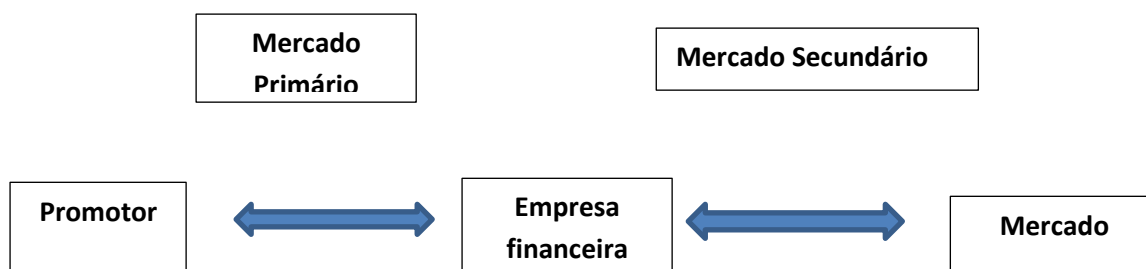 Mercado
Primário
Mercado Secundário
Promotor
Empresa
financeira
Mercado